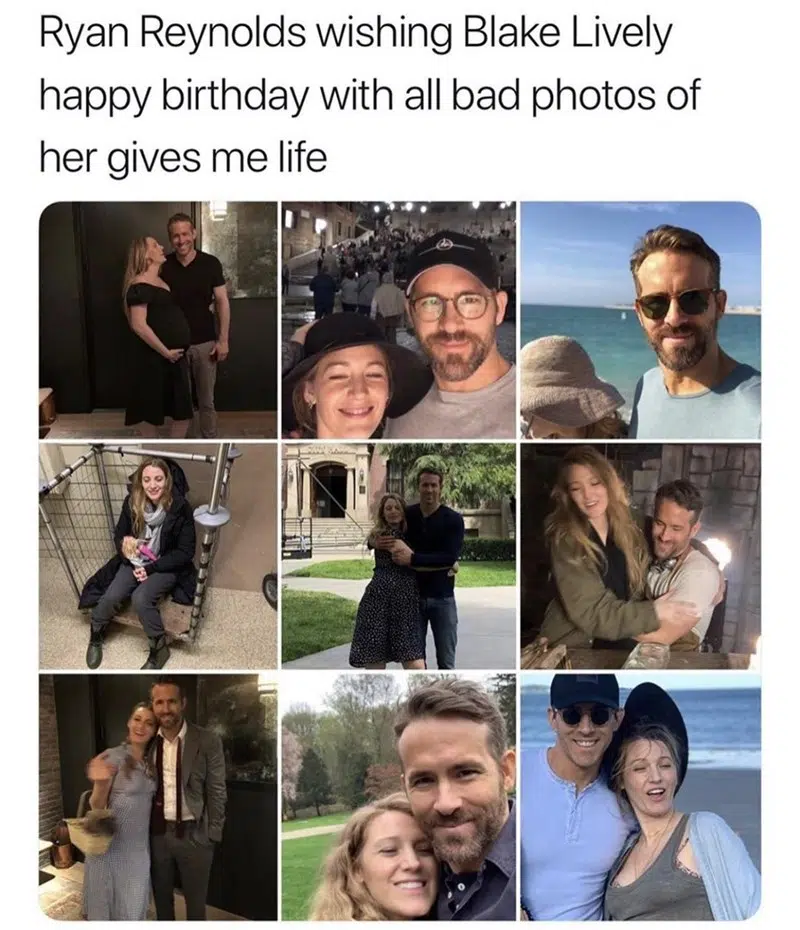 Ryan Reynolds wishing Blake Lively
happy birthday with all bad photos of
her gives me life